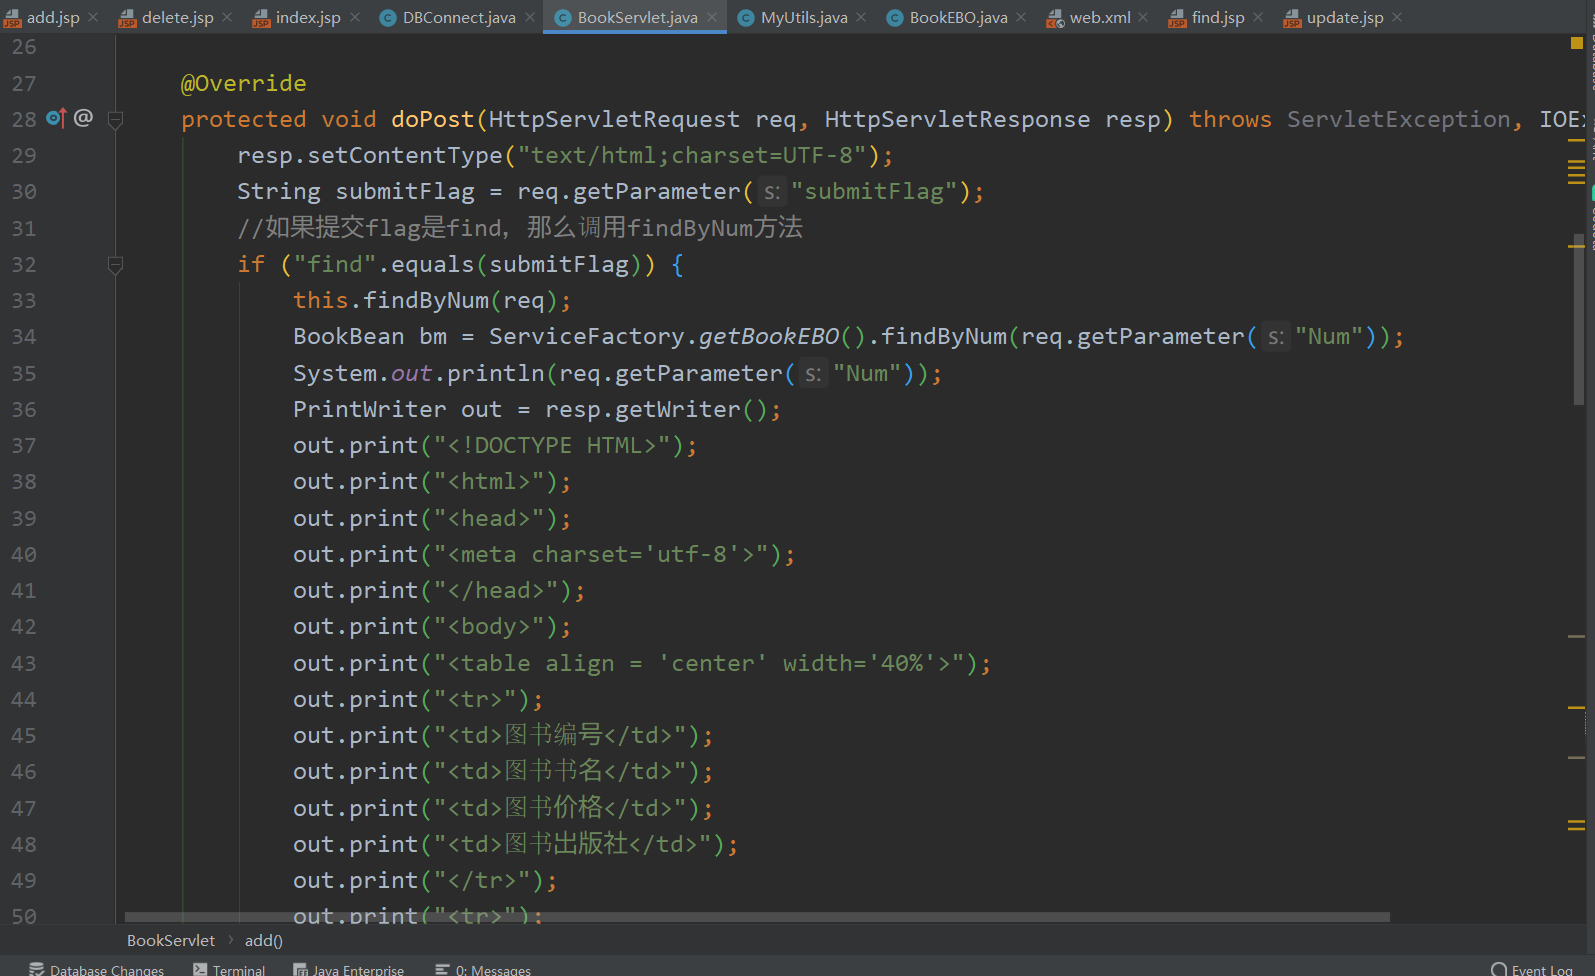 add.jsp delete.jsp index.jsp DBConnect.java BookServlet.java MyUtils.java BookEBO.java web.xml find.jsp update.jsp
26
27 @Override
28 @ protected void doPost(HttpServletRequest req, HttpServletResponse resp) throws ServletException, IOEx
29 resp.setContentType("text/html;charset=UTF-8");
30 String submitFlag = req.getParameter( s: "submitFlag");
31 //如果提交flag是find，那么调用findByNum方法
32 if ("find".equals(submitFlag)) {
33 this.findByNum(req);
34 BookBean bm = ServiceFactory.getBookEBO().findByNum(req.getParameter( s: "Num"));
35 System.out.println(req.getParameter( s: "Num"));
36 PrintWriter out = resp.getWriter();
37 out.print("<!DOCTYPE HTML>");
38 out.print("<html>");
39 out.print("<head>");
40 out.print("<meta charset='utf-8'>");
41 out.print("</head>");
42 out.print("<body>");
43 out.print("<table align = 'center' width='40%'>");
44 out.print("<tr>");
45 out.print("<td>图书编号</td>");
46 out.print("<td>图书书名</td>");
47 out.print("<td>图书价格</td>");
48 out.print("<td>图书出版社</td>");
49 out.print("</tr>");
50 out.print("<tr>");
BookServlet › add()
Database Changes Terminal Java Enterprise 0: Messages Event Log